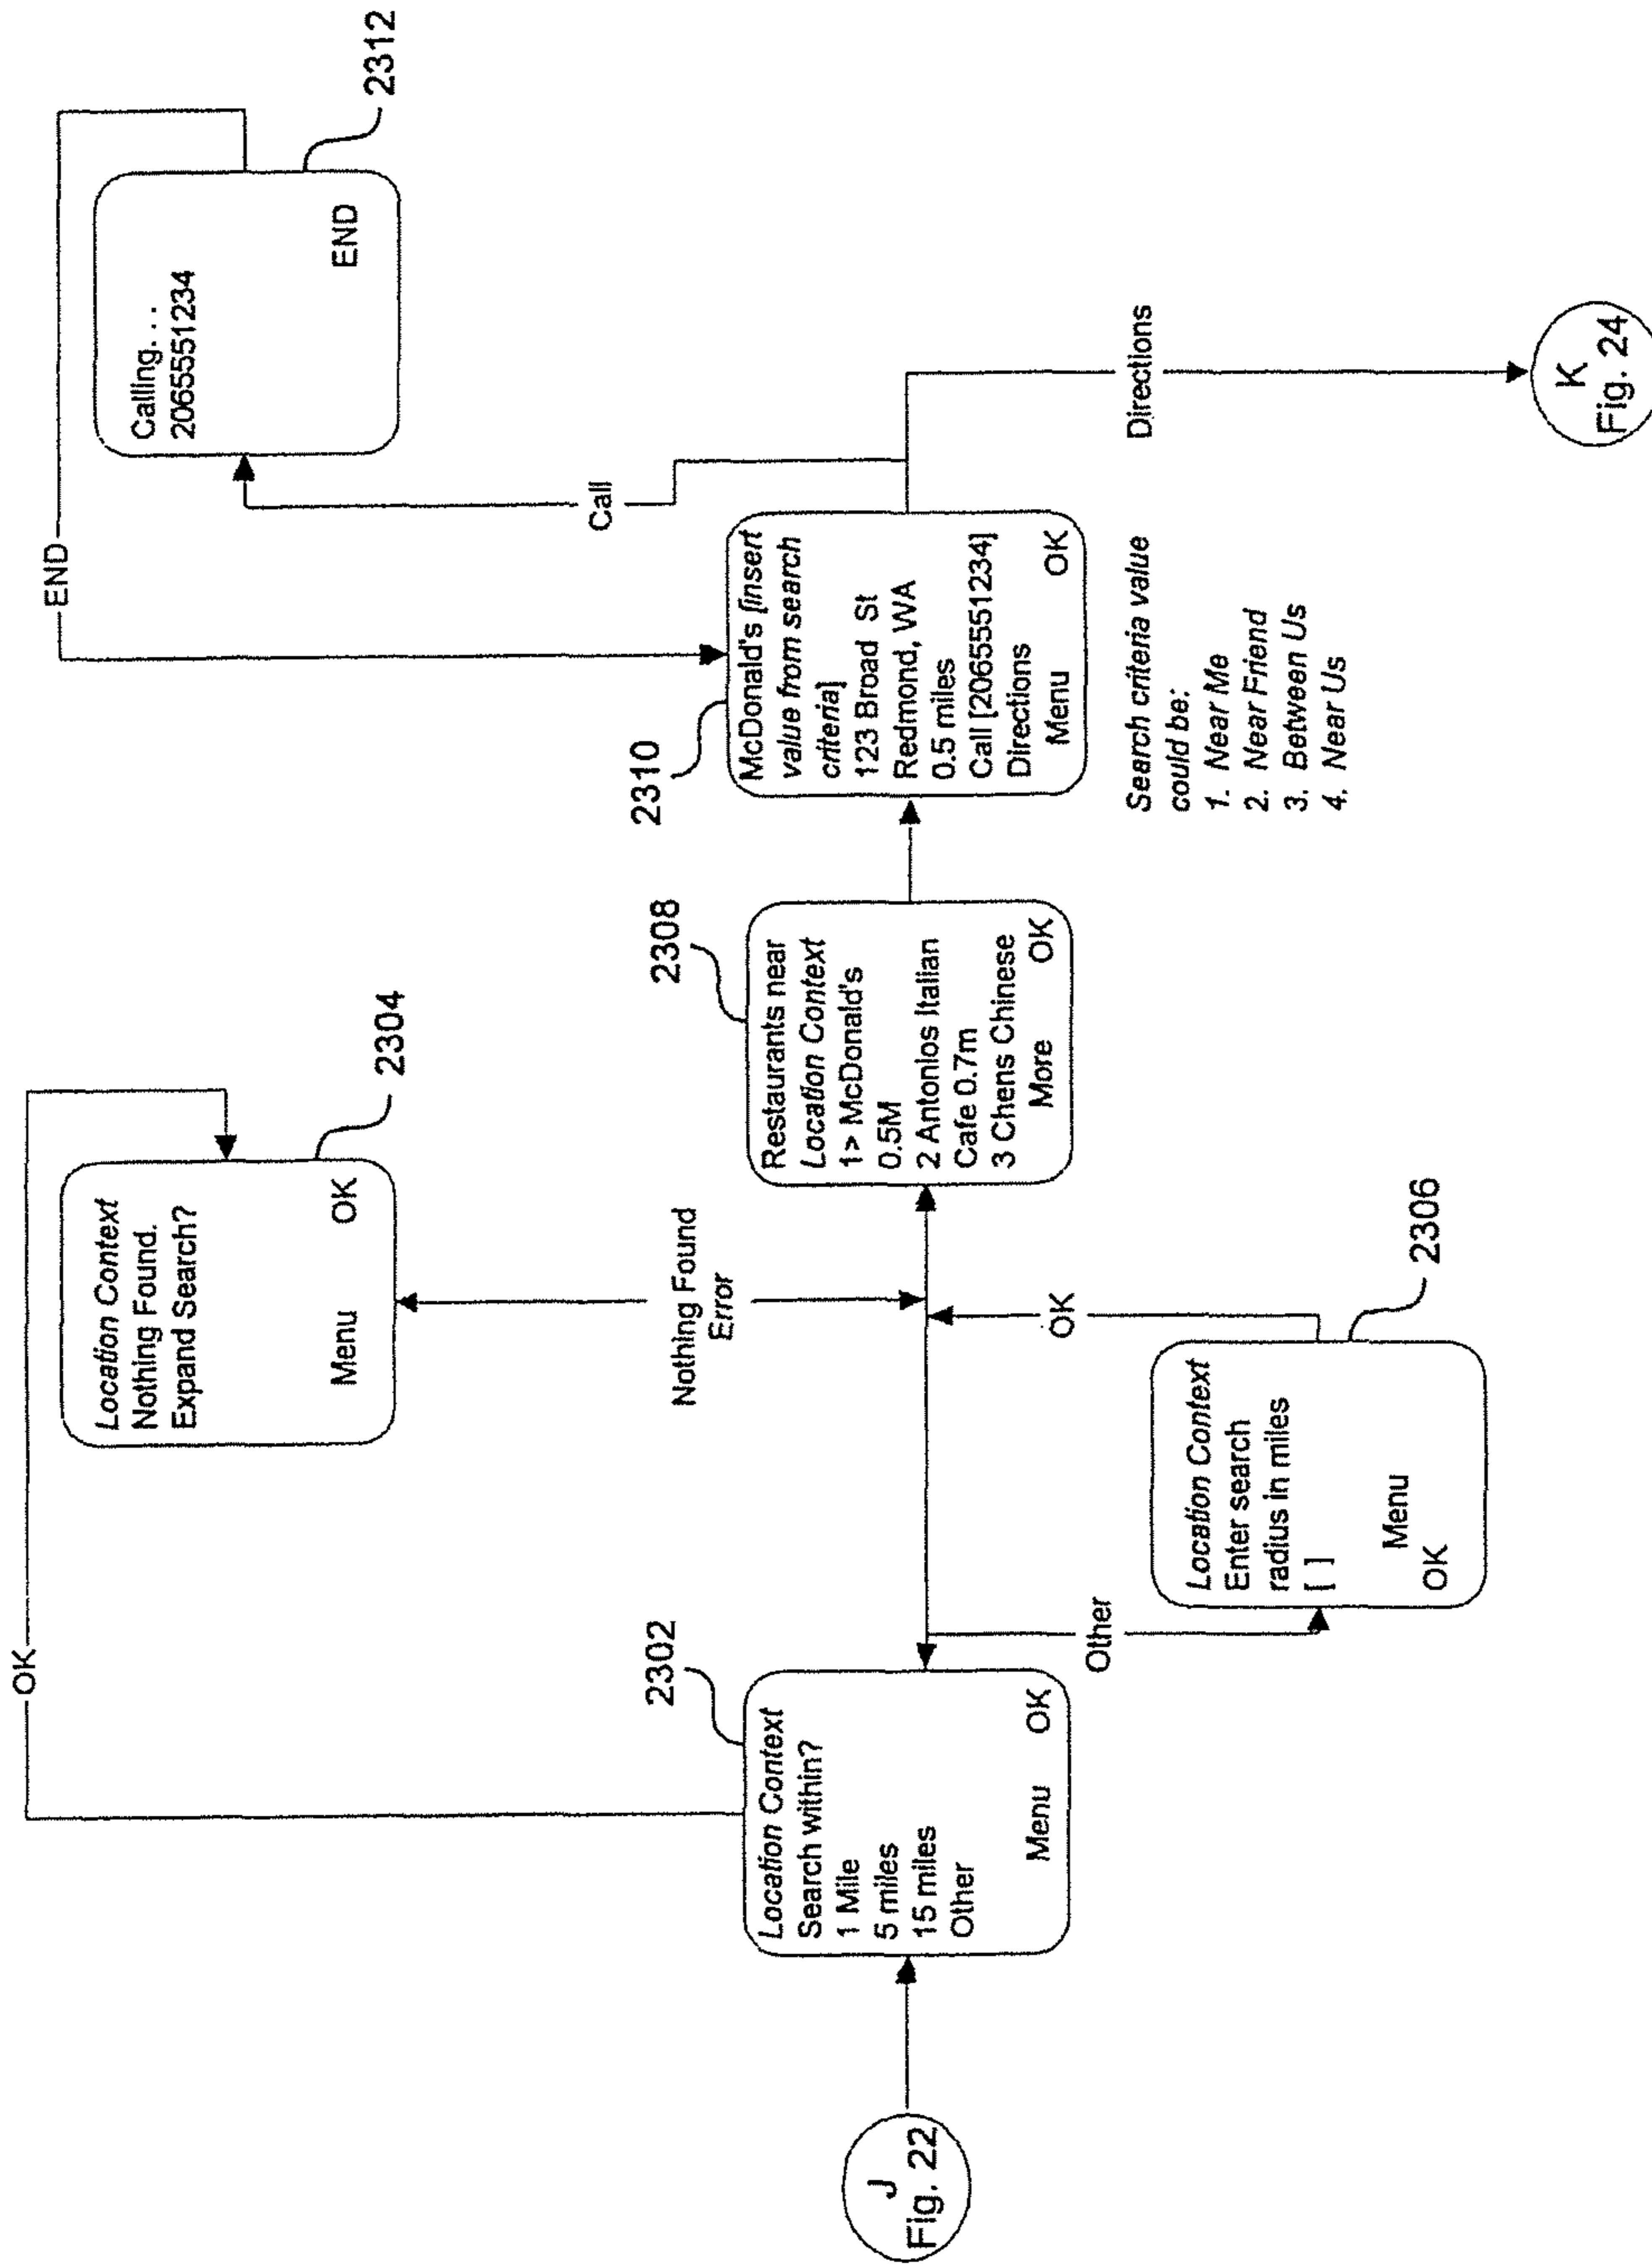 J
Fig. 22
2302
Location Context
Search within?
1 Mile
5 miles
15 miles
Other
Menu OK
OK
Other
2304
Location Context
Nothing Found.
Expand Search?
Menu OK
Nothing Found
Error
2306
Location Context
Enter search
radius in miles
[ ]
Menu
OK
OK
2308
Restaurants near
Location Context
1> McDonald's
0.5M
2 Antonios Italian
Cafe 0.7m
3 Chens Chinese
More OK
2310
McDonald's [insert
value from search
criteria]
123 Broad St
Redmond, WA
0.5 miles
Call [2065551234]
Directions
Menu OK
Search criteria value
could be:
1. Near Me
2. Near Friend
3. Between Us
4. Near Us
Call
END
2312
Calling. . .
2065551234
END
Directions
K
Fig. 24